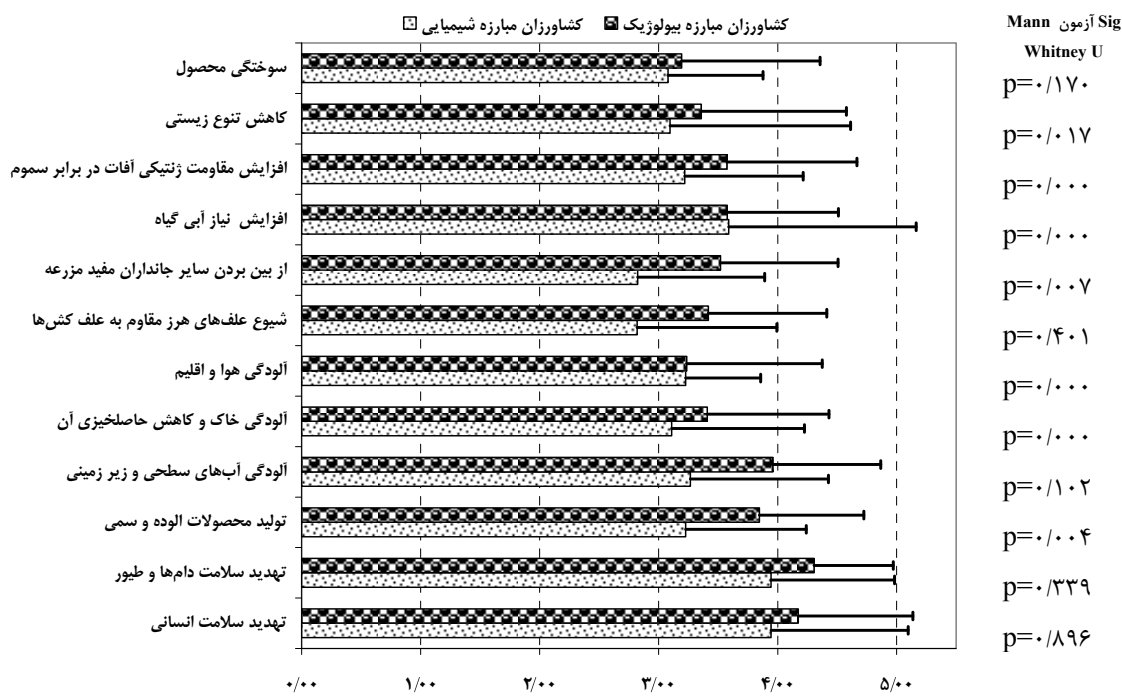 کشاورزان مبارزه بیولوژیک کشاورزان مبارزه شیمیایی
Sig آزمون Mann
Whitney U
سوختگی محصول
p=۰/۱۷۰
کاهش تنوع زیستی
p=۰/۰۱۷
افزایش مقاومت ژنتیکی آفات در برابر سموم
p=۰/۰۰۰
افزایش نیاز آبی گیاه
p=۰/۰۰۰
از بین بردن سایر جانداران مفید مزرعه
p=۰/۰۰۷
شیوع علف‌های هرز مقاوم به علف کش‌ها
p=۰/۴۰۱
آلودگی هوا و اقلیم
p=۰/۰۰۰
آلودگی خاک و کاهش حاصلخیزی آن
p=۰/۰۰۰
آلودگی آب‌های سطحی و زیر زمینی
p=۰/۱۰۲
تولید محصولات الوده و سمی
p=۰/۰۰۴
تهدید سلامت دام‌ها و طیور
p=۰/۳۳۹
تهدید سلامت انسانی
p=۰/۸۹۶
۰/۰۰ ۱/۰۰ ۲/۰۰ ۳/۰۰ ۴/۰۰ ۵/۰۰